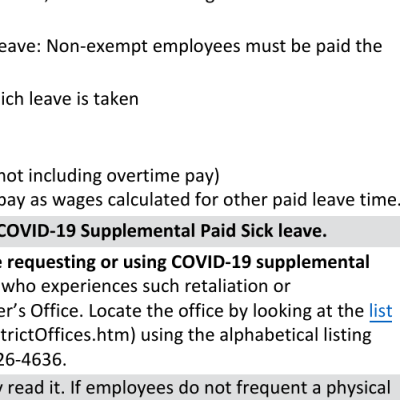 eave: Non-exempt employees must be paid the
ich leave is taken
not including overtime pay)
pay as wages calculated for other paid leave time.
COVID-19 Supplemental Paid Sick leave.
e requesting or using COVID-19 supplemental
who experiences such retaliation or
er’s Office. Locate the office by looking at the list
trictOffices.htm) using the alphabetical listing
26-4636.
y read it. If employees do not frequent a physical